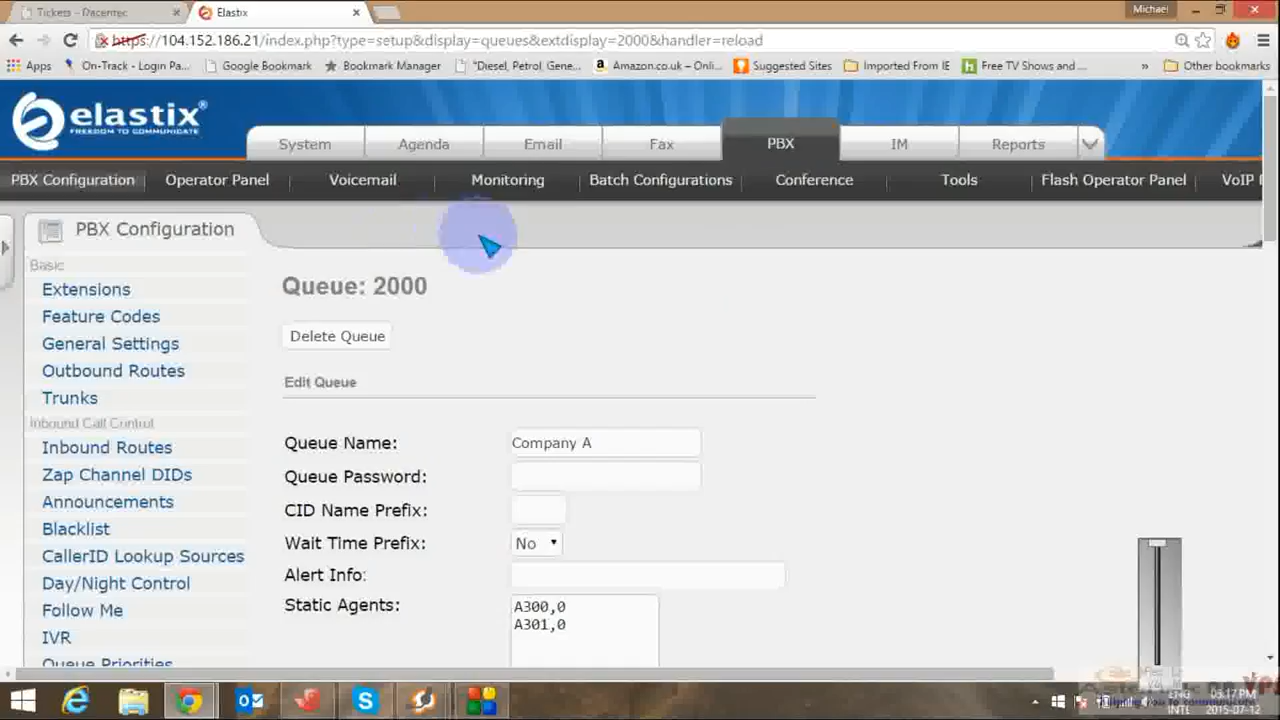 Tickets - Dacentec
Elastix
Michael
https://104.152.186.21/index.php?type=setup&display=queues&extdisplay=2000&handler=reload
Apps On-Track - Login Pa... Google Bookmark Bookmark Manager "Diesel, Petrol, Gene... Amazon.co.uk – Onli... Suggested Sites Imported From IE Free TV Shows and ... » Other bookmarks
elastix®
FREEDOM TO COMMUNICATE
System Agenda Email Fax PBX IM Reports
PBX Configuration Operator Panel Voicemail Monitoring Batch Configurations Conference Tools Flash Operator Panel VoIP
PBX Configuration
Basic
Extensions
Feature Codes
General Settings
Outbound Routes
Trunks
Inbound Call Control
Inbound Routes
Zap Channel DIDs
Announcements
Blacklist
CallerID Lookup Sources
Day/Night Control
Follow Me
IVR
Queue Priorities
Queue: 2000
Delete Queue
Edit Queue
Queue Name: Company A
Queue Password:
CID Name Prefix:
Wait Time Prefix: No
Alert Info:
Static Agents: A300,0
A301,0
ENG 05:17 PM
INTL 2015-07-12